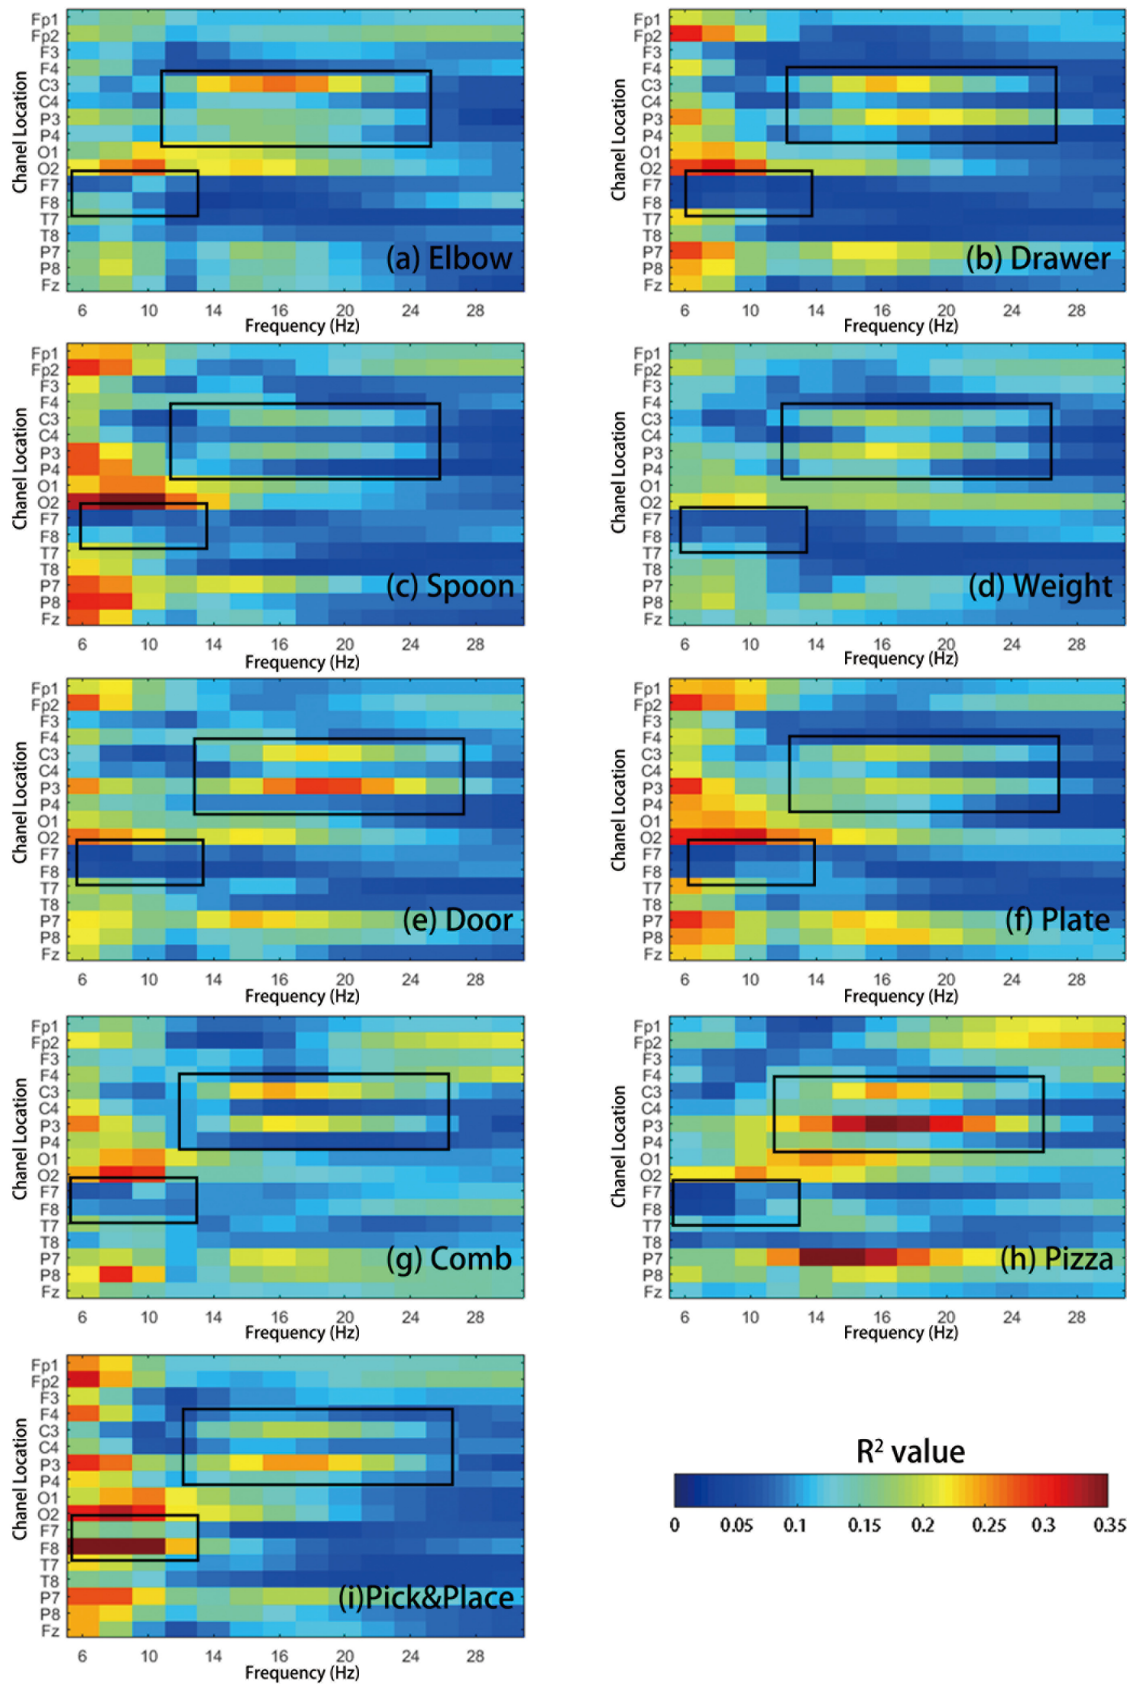 Chanel Location
Fp1
Fp2
F3
F4
C3
C4
P3
P4
O1
O2
F7
F8
T7
T8
P7
P8
Fz
(a) Elbow
6 10 14 16 20 24 28
Frequency (Hz)
Chanel Location
Fp1
Fp2
F3
F4
C3
C4
P3
P4
O1
O2
F7
F8
T7
T8
P7
P8
Fz
(b) Drawer
6 10 14 16 20 24 28
Frequency (Hz)
Chanel Location
Fp1
Fp2
F3
F4
C3
C4
P3
P4
O1
O2
F7
F8
T7
T8
P7
P8
Fz
(c) Spoon
6 10 14 16 20 24 28
Frequency (Hz)
Chanel Location
Fp1
Fp2
F3
F4
C3
C4
P3
P4
O1
O2
F7
F8
T7
T8
P7
P8
Fz
(d) Weight
6 10 14 16 20 24 28
Frequency (Hz)
Chanel Location
Fp1
Fp2
F3
F4
C3
C4
P3
P4
O1
O2
F7
F8
T7
T8
P7
P8
Fz
(e) Door
6 10 14 16 20 24 28
Frequency (Hz)
Chanel Location
Fp1
Fp2
F3
F4
C3
C4
P3
P4
O1
O2
F7
F8
T7
T8
P7
P8
Fz
(f) Plate
6 10 14 16 20 24 28
Frequency (Hz)
Chanel Location
Fp1
Fp2
F3
F4
C3
C4
P3
P4
O1
O2
F7
F8
T7
T8
P7
P8
Fz
(g) Comb
6 10 14 16 20 24 28
Frequency (Hz)
Chanel Location
Fp1
Fp2
F3
F4
C3
C4
P3
P4
O1
O2
F7
F8
T7
T8
P7
P8
Fz
(h) Pizza
6 10 14 16 20 24 28
Frequency (Hz)
Chanel Location
Fp1
Fp2
F3
F4
C3
C4
P3
P4
O1
O2
F7
F8
T7
T8
P7
P8
Fz
(i)Pick&Place
6 10 14 16 20 24 28
Frequency (Hz)
R² value
0 0.05 0.1 0.15 0.2 0.25 0.3 0.35